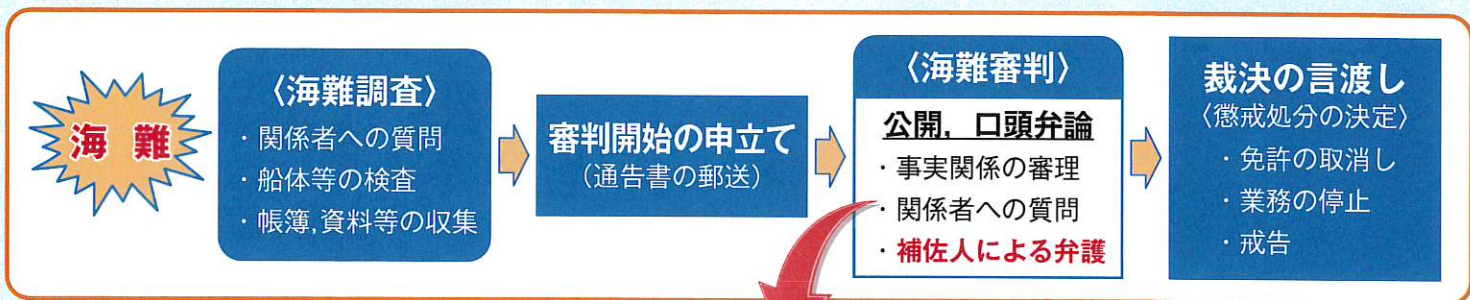 海 難
〈海難調査〉
・関係者への質問
・船体等の検査
・帳簿,資料等の収集
審判開始の申立て
(通告書の郵送)
〈海難審判〉
公開，口頭弁論
・事実関係の審理
・関係者への質問
・補佐人による弁護
裁決の言渡し
〈懲戒処分の決定〉
・免許の取消し
・業務の停止
・戒告